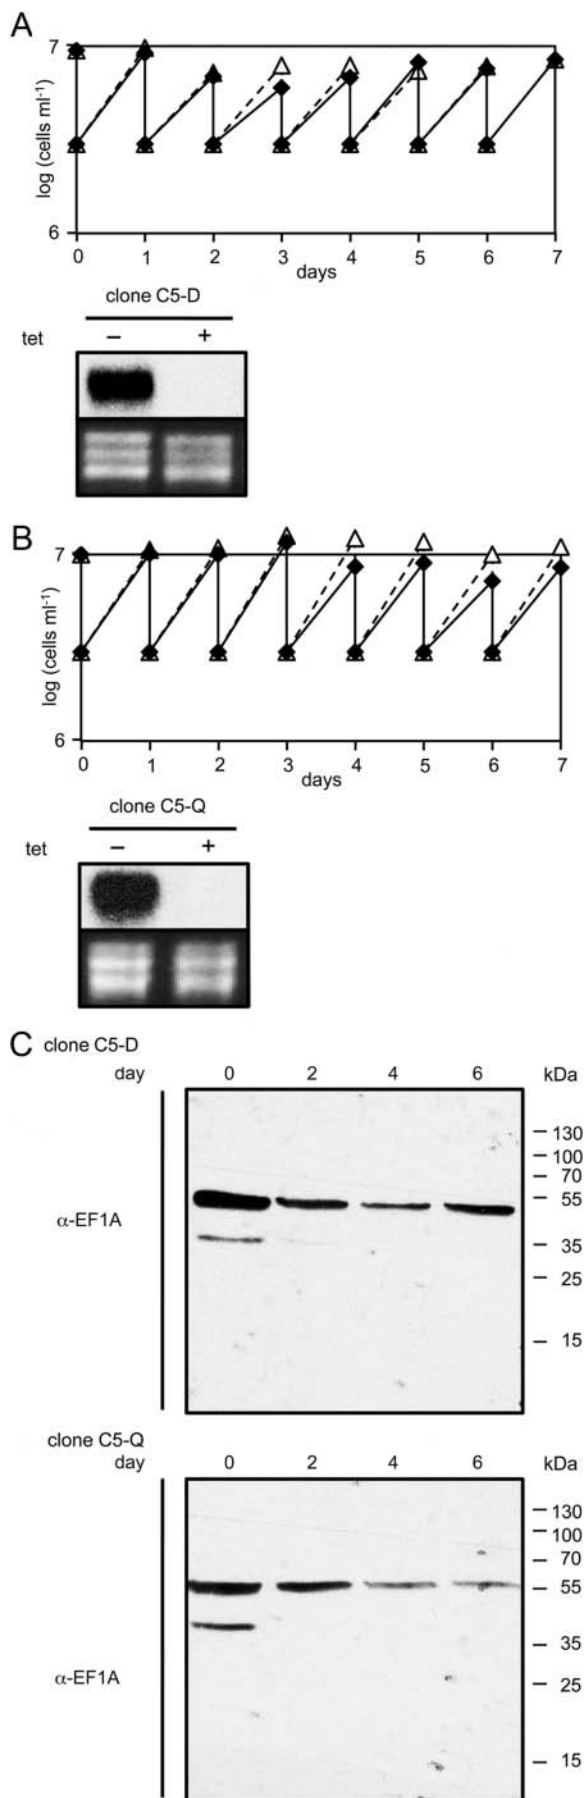 A
7
log (cells ml-1)
6
0 1 2 3 4 5 6 7
days
clone C5-D
tet – +
B
7
log (cells ml-1)
6
0 1 2 3 4 5 6 7
days
clone C5-Q
tet – +
C clone C5-D
day 0 2 4 6 kDa
130
100
70
55
α-EF1A
35
25
15
clone C5-Q
day 0 2 4 6 kDa
130
100
70
55
35
α-EF1A
25
15